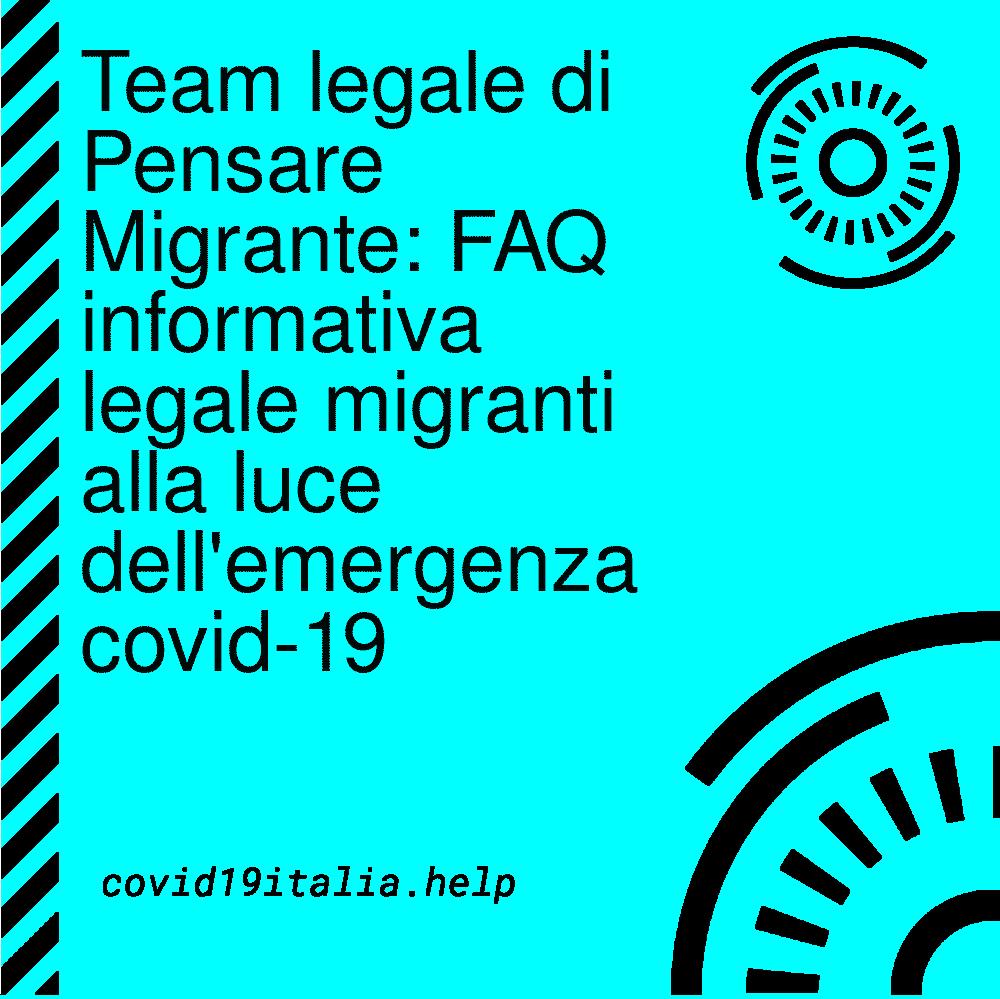 Team legale di
Pensare
Migrante: FAQ
informativa
legale migranti
alla luce
dell'emergenza
covid-19
covid19italia.help